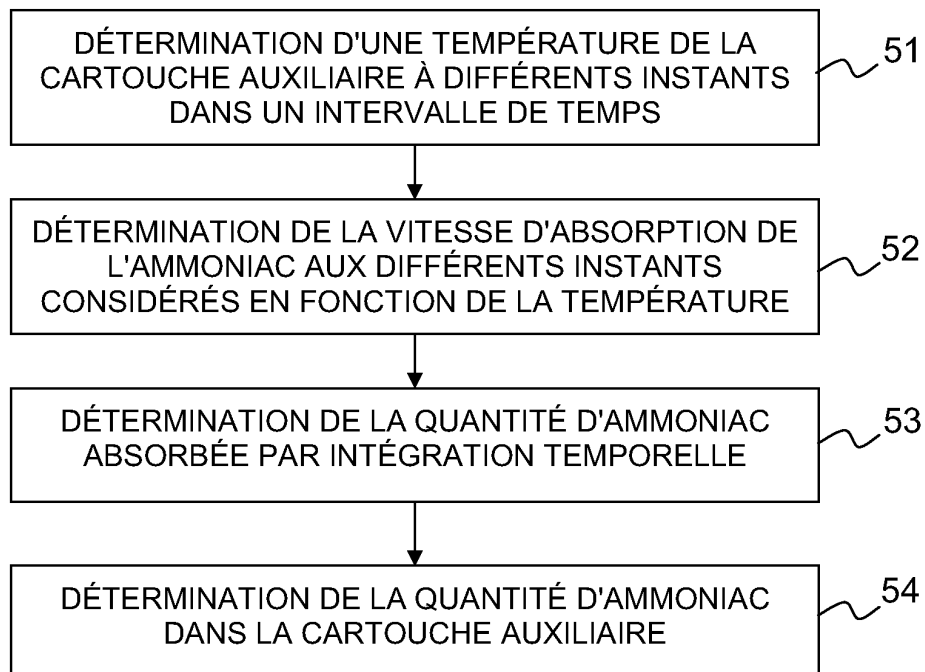 DÉTERMINATION D'UNE TEMPÉRATURE DE LA
CARTOUCHE AUXILIAIRE À DIFFÉRENTS INSTANTS
DANS UN INTERVALLE DE TEMPS
51
DÉTERMINATION DE LA VITESSE D'ABSORPTION DE
L'AMMONIAC AUX DIFFÉRENTS INSTANTS
CONSIDÉRÉS EN FONCTION DE LA TEMPÉRATURE
52
DÉTERMINATION DE LA QUANTITÉ D'AMMONIAC
ABSORBÉE PAR INTÉGRATION TEMPORELLE
53
DÉTERMINATION DE LA QUANTITÉ D'AMMONIAC
DANS LA CARTOUCHE AUXILIAIRE
54